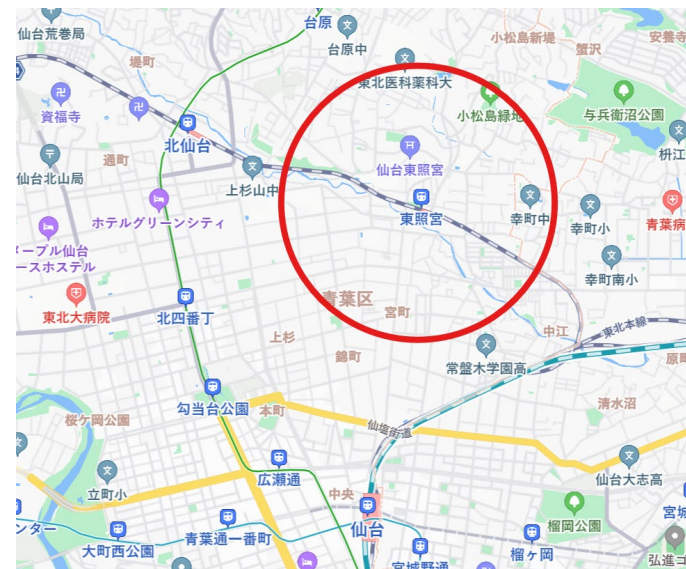 仙台荒巻局
台原
台原中
小松島新堤
安養寺
蟹沢
堤町
東北医科薬科大
資福寺
小松島緑地
与兵衛沼公園
北仙台
仙台東照宮
枡江
仙台北山局
通町
上杉山中
ホテルグリーンシティ
東照宮
幸町中
幸町小
青葉病
メープル仙台
ースホステル
幸町南小
東北大病院
北四番丁
青葉区
宮町
東北本線
上杉
錦町
中江
常盤木学園高
原町
勾当台公園
本町
清水沼
桜ケ岡公園
仙塩街道
広瀬通
仙台大志高
立町小
中央
榴岡公園
宮城
ンター
青葉通一番町
仙台
大町西公園
宮城野通
榴ヶ岡
弘進ゴ